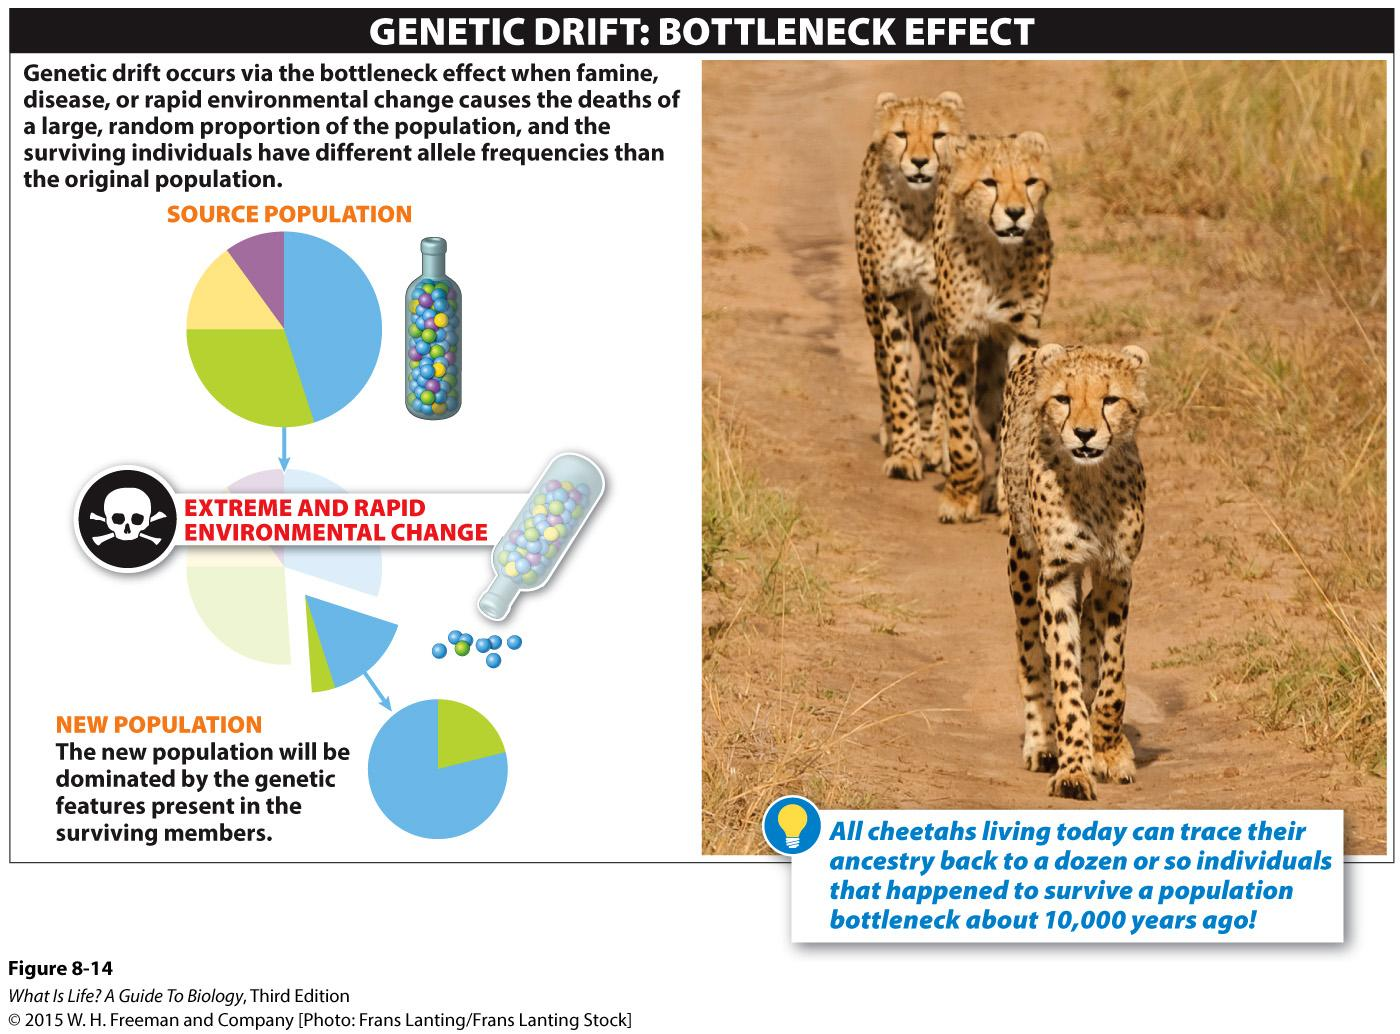 GENETIC DRIFT: BOTTLENECK EFFECT
Genetic drift occurs via the bottleneck effect when famine,
disease, or rapid environmental change causes the deaths of
a large, random proportion of the population, and the
surviving individuals have different allele frequencies than
the original population.
SOURCE POPULATION
EXTREME AND RAPID
ENVIRONMENTAL CHANGE
NEW POPULATION
The new population will be
dominated by the genetic
features present in the
surviving members.
All cheetahs living today can trace their
ancestry back to a dozen or so individuals
that happened to survive a population
bottleneck about 10,000 years ago!
Figure 8-14
What Is Life? A Guide To Biology, Third Edition
© 2015 W. H. Freeman and Company [Photo: Frans Lanting/Frans Lanting Stock]